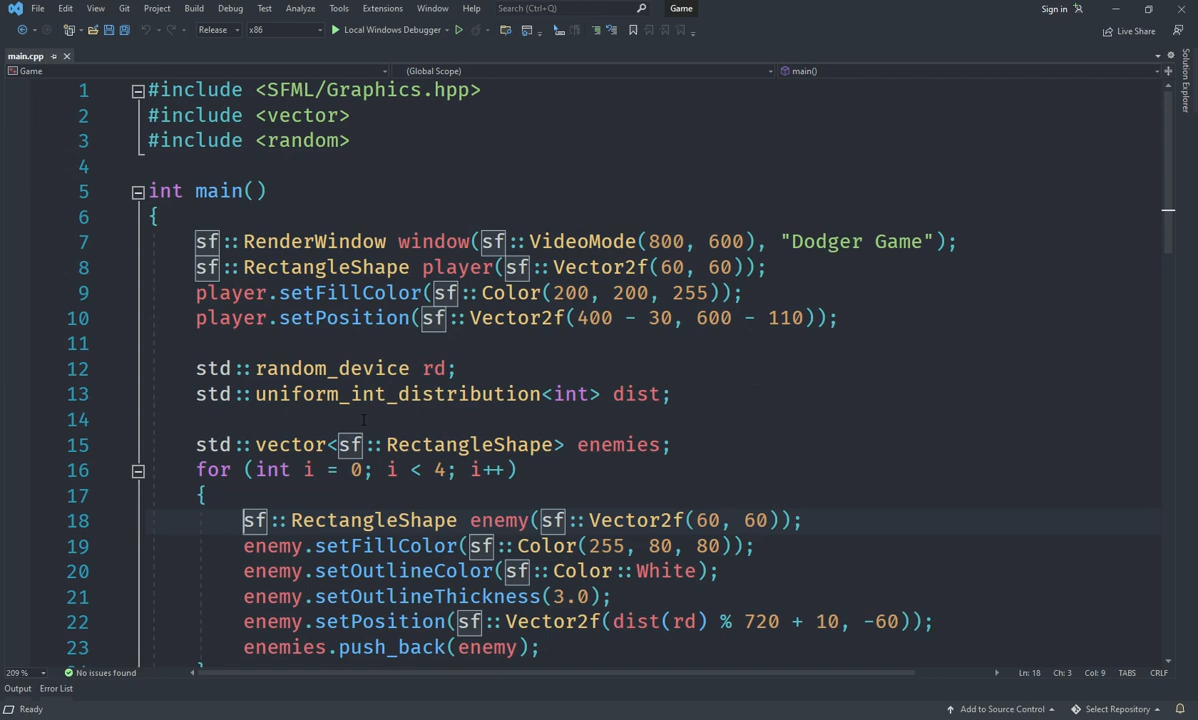 File Edit View Git Project Build Debug Test Analyze Tools Extensions Window Help Search (Ctrl+Q) Game Sign in
Release x86 Local Windows Debugger Live Share
main.cpp
Game (Global Scope) main()
Solution Explorer
1 #include <SFML/Graphics.hpp>
2 #include <vector>
3 #include <random>
4
5 int main()
6 {
7 sf::RenderWindow window(sf::VideoMode(800, 600), "Dodger Game");
8 sf::RectangleShape player(sf::Vector2f(60, 60));
9 player.setFillColor(sf::Color(200, 200, 255));
10 player.setPosition(sf::Vector2f(400 - 30, 600 - 110));
11
12 std::random_device rd;
13 std::uniform_int_distribution<int> dist;
14
15 std::vector<sf::RectangleShape> enemies;
16 for (int i = 0; i < 4; i++)
17 {
18 sf::RectangleShape enemy(sf::Vector2f(60, 60));
19 enemy.setFillColor(sf::Color(255, 80, 80));
20 enemy.setOutlineColor(sf::Color::White);
21 enemy.setOutlineThickness(3.0);
22 enemy.setPosition(sf::Vector2f(dist(rd) % 720 + 10, -60));
23 enemies.push_back(enemy);
209 % No issues found Ln: 18 Ch: 3 Col: 9 TABS CRLF
Output Error List
Ready Add to Source Control Select Repository